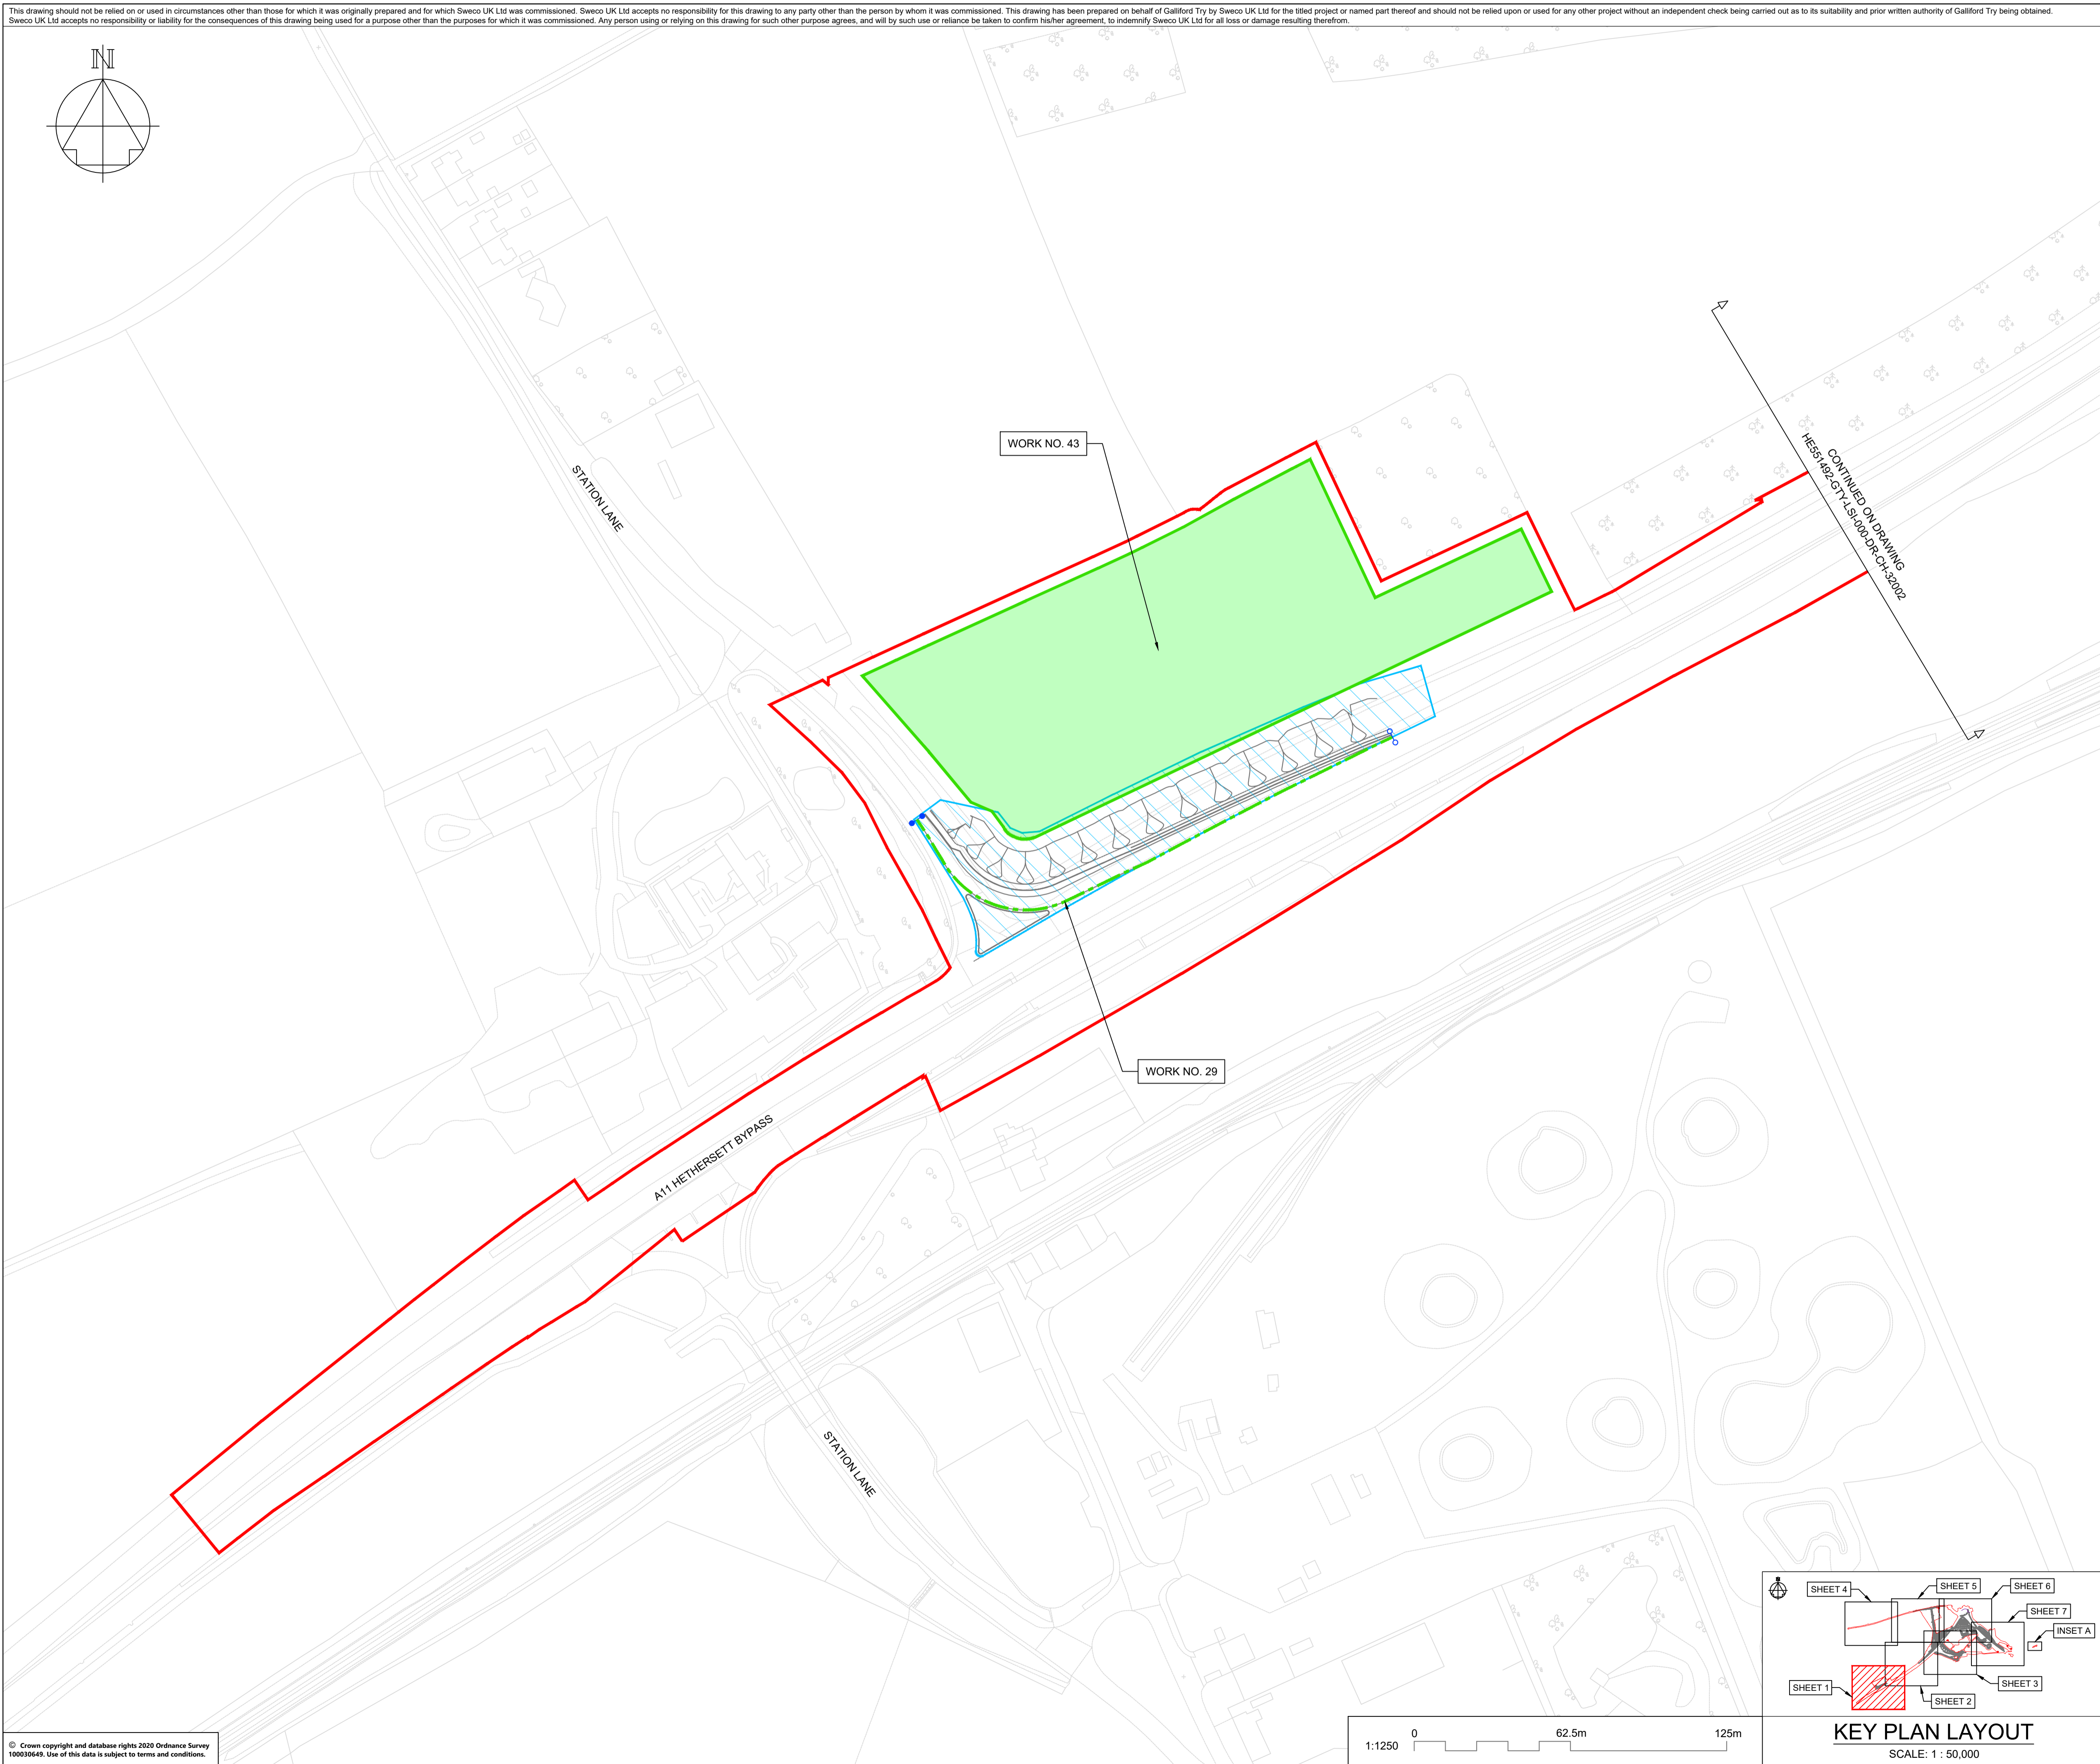 This drawing should not be relied on or used in circumstances other than those for which it was originally prepared and for which Sweco UK Ltd was commissioned. Sweco UK Ltd accepts no responsibility for this drawing to any party other than the person by whom it was commissioned. This drawing has been prepared on behalf of Galliford Try by Sweco UK Ltd for the titled project or named part thereof and should not be relied upon or used for any other project without an independent check being carried out as to its suitability and prior written authority of Galliford Try being obtained.
Sweco UK Ltd accepts no responsibility or liability for the consequences of this drawing being used for a purpose other than the purposes for which it was commissioned. Any person using or relying on this drawing for such other purpose agrees, and will by such use or reliance be taken to confirm his/her agreement, to indemnify Sweco UK Ltd for all loss or damage resulting therefrom.
N
WORK NO. 43
STATION LANE
CONTINUED ON DRAWING
HE551492-GTY-LSI-000-DR-CH-32002
WORK NO. 29
A11 HETHERSETT BYPASS
STATION LANE
SHEET 4
SHEET 5
SHEET 6
SHEET 7
INSET A
SHEET 1
SHEET 3
SHEET 2
KEY PLAN LAYOUT
SCALE: 1 : 50,000
1:1250
0
62.5m
125m
© Crown copyright and database rights 2020 Ordnance Survey
100030649. Use of this data is subject to terms and conditions.